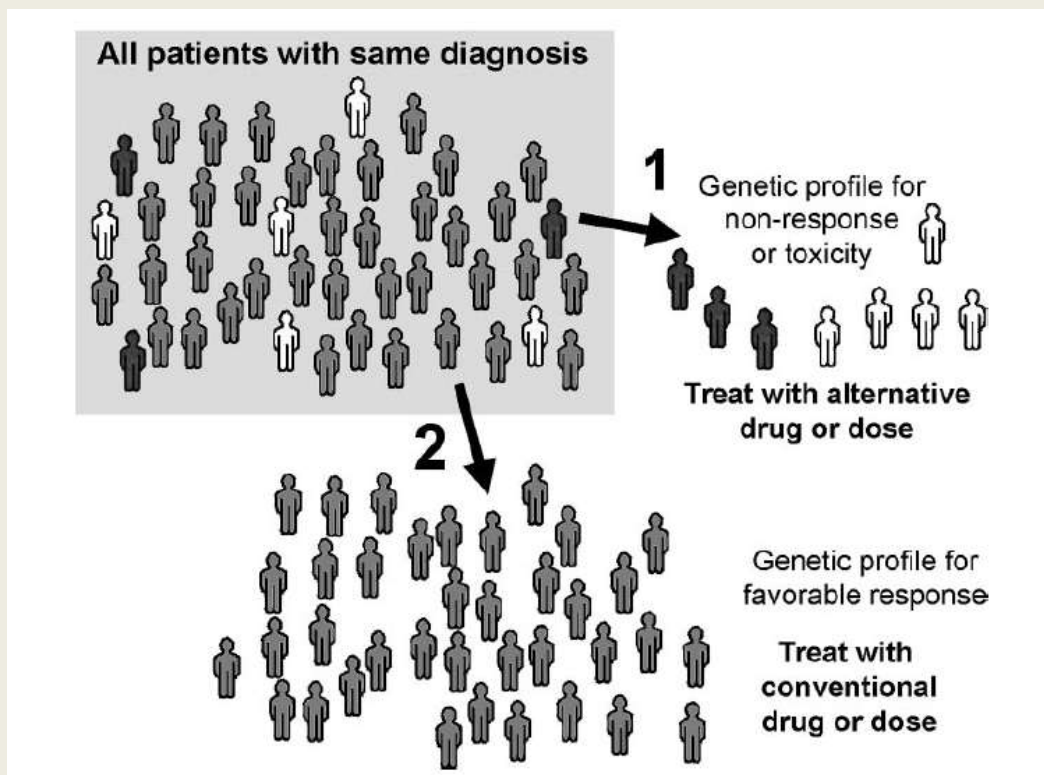 All patients with same diagnosis
1
Genetic profile for
non-response
or toxicity
Treat with alternative
drug or dose
2
Genetic profile for
favorable response
Treat with
conventional
drug or dose